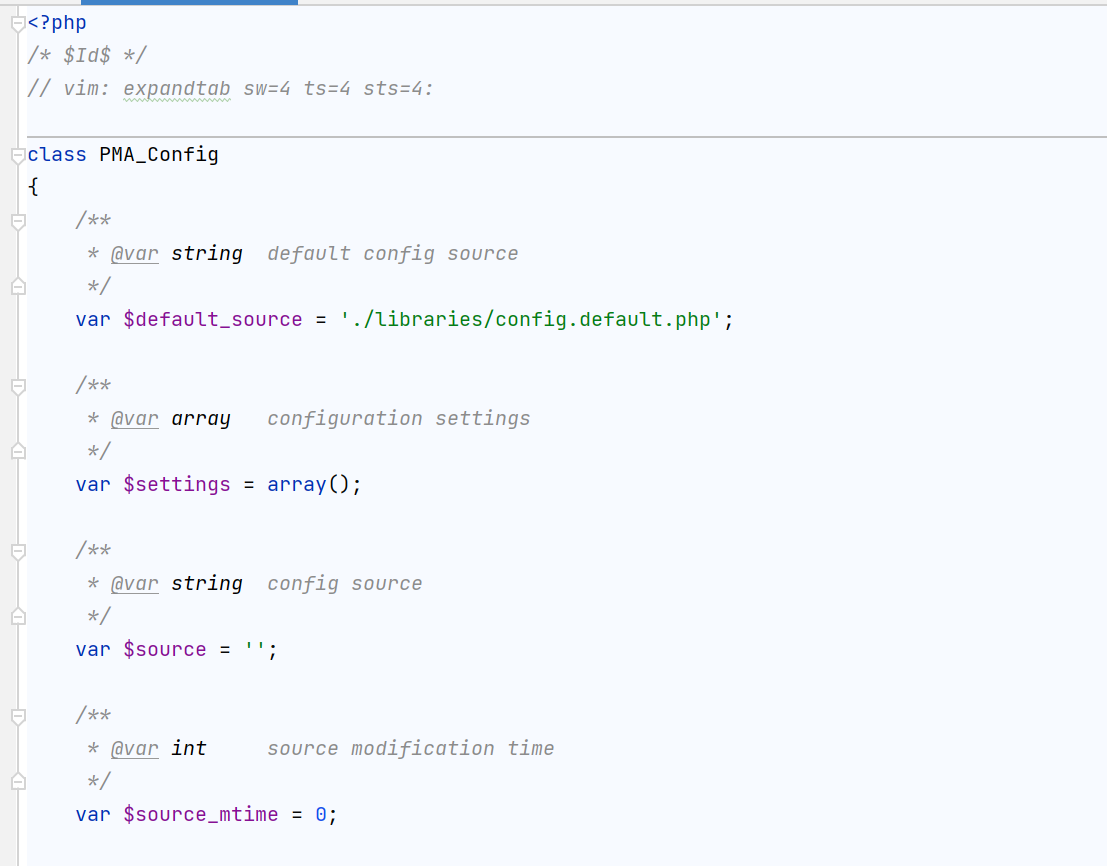 <?php
/* $Id$ */
// vim: expandtab sw=4 ts=4 sts=4:

class PMA_Config
{
    /**
     * @var string  default config source
     */
    var $default_source = './libraries/config.default.php';

    /**
     * @var array   configuration settings
     */
    var $settings = array();

    /**
     * @var string  config source
     */
    var $source = '';

    /**
     * @var int     source modification time
     */
    var $source_mtime = 0;